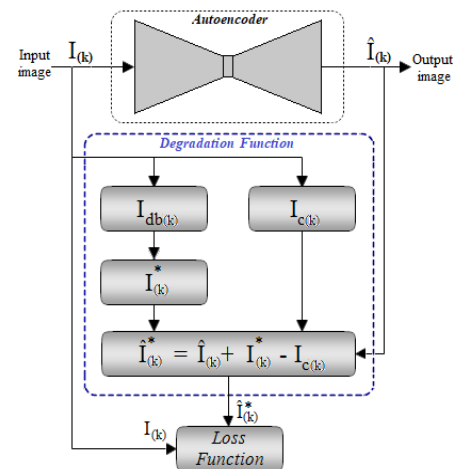 Autoencoder
Input image
I(k)
Î(k)
Output image
Degradation Function
Idb(k)
Ic(k)
I*(k)
Î*(k) = Î(k) + I*(k) - Ic(k)
Î*(k)
I(k)
Loss Function